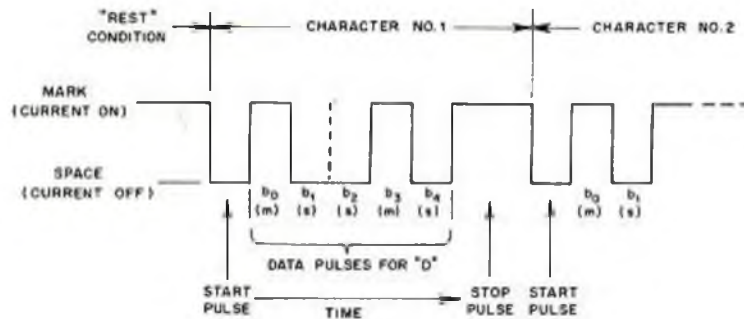 "REST"
CONDITION
CHARACTER NO.1
CHARACTER NO.2
MARK
(CURRENT ON)
SPACE
(CURRENT OFF)
b0 b1 b2 b3 b4 b0 b1
(m) (s) (s) (m) (s) (m) (s)
DATA PULSES FOR "D"
START
PULSE
TIME
STOP
PULSE
START
PULSE